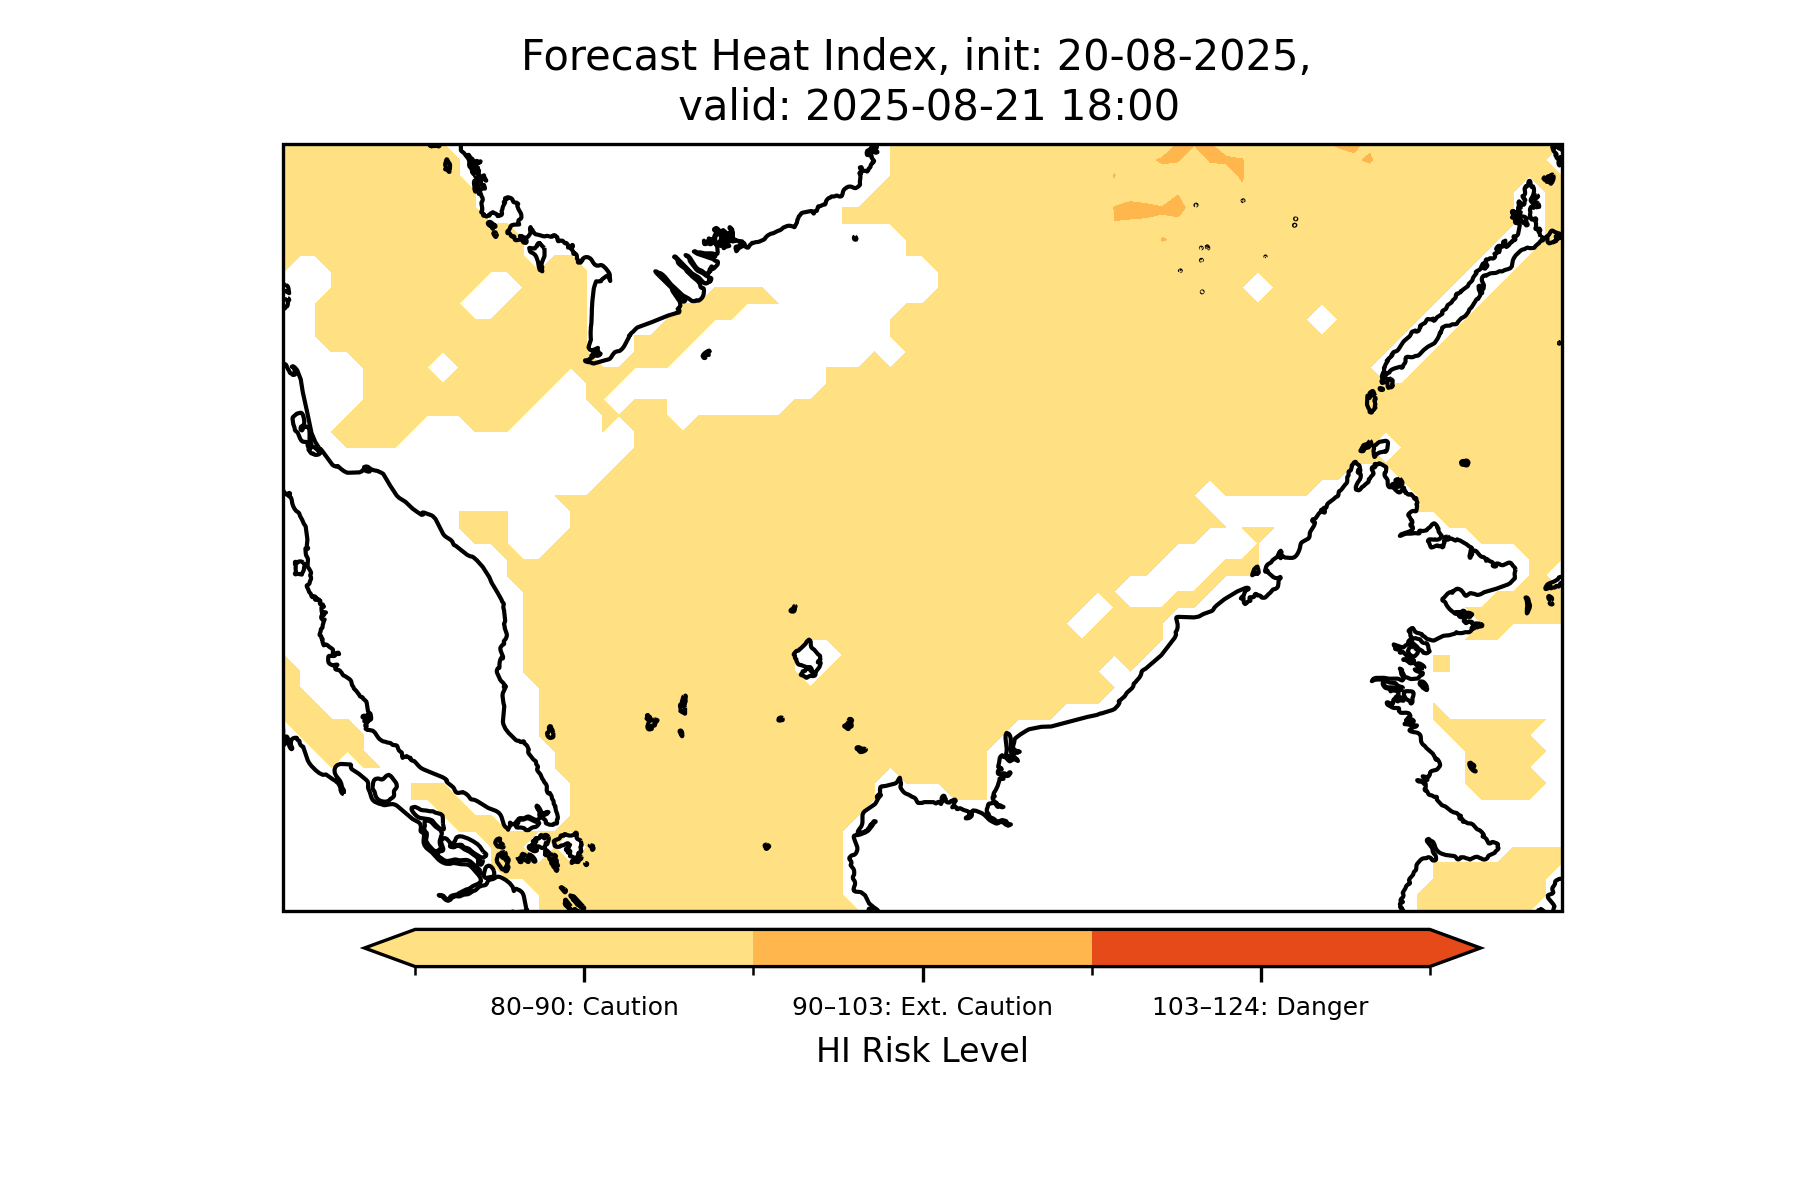 Forecast Heat Index, init: 20-08-2025,
valid: 2025-08-21 18:00
80–90: Caution
90–103: Ext. Caution
103–124: Danger
HI Risk Level